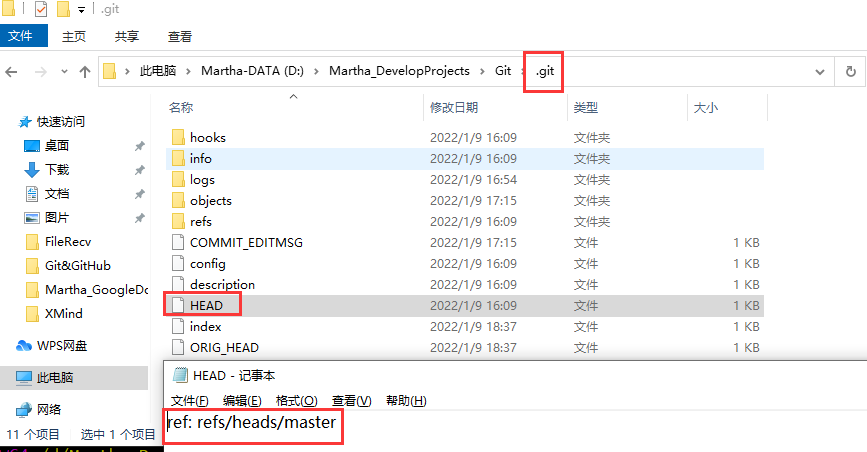 .git
文件 主页 共享 查看
此电脑 Martha-DATA (D:) Martha_DevelopProjects Git .git
名称 修改日期 类型 大小
快速访问
桌面
下载
文档
图片
FileRecv
Git&GitHub
Martha_GoogleDo
XMind
WPS网盘
此电脑
网络
hooks 2022/1/9 16:09 文件夹
info 2022/1/9 16:09 文件夹
logs 2022/1/9 16:54 文件夹
objects 2022/1/9 17:15 文件夹
refs 2022/1/9 16:09 文件夹
COMMIT_EDITMSG 2022/1/9 17:15 文件 1 KB
config 2022/1/9 16:09 文件 1 KB
description 2022/1/9 16:09 文件 1 KB
HEAD 2022/1/9 16:09 文件 1 KB
index 2022/1/9 18:37 文件 1 KB
ORIG_HEAD 2022/1/9 18:37 文件 1 KB
HEAD - 记事本
文件(F) 编辑(E) 格式(O) 查看(V) 帮助(H)
ref: refs/heads/master
11 个项目 选中 1 个项目